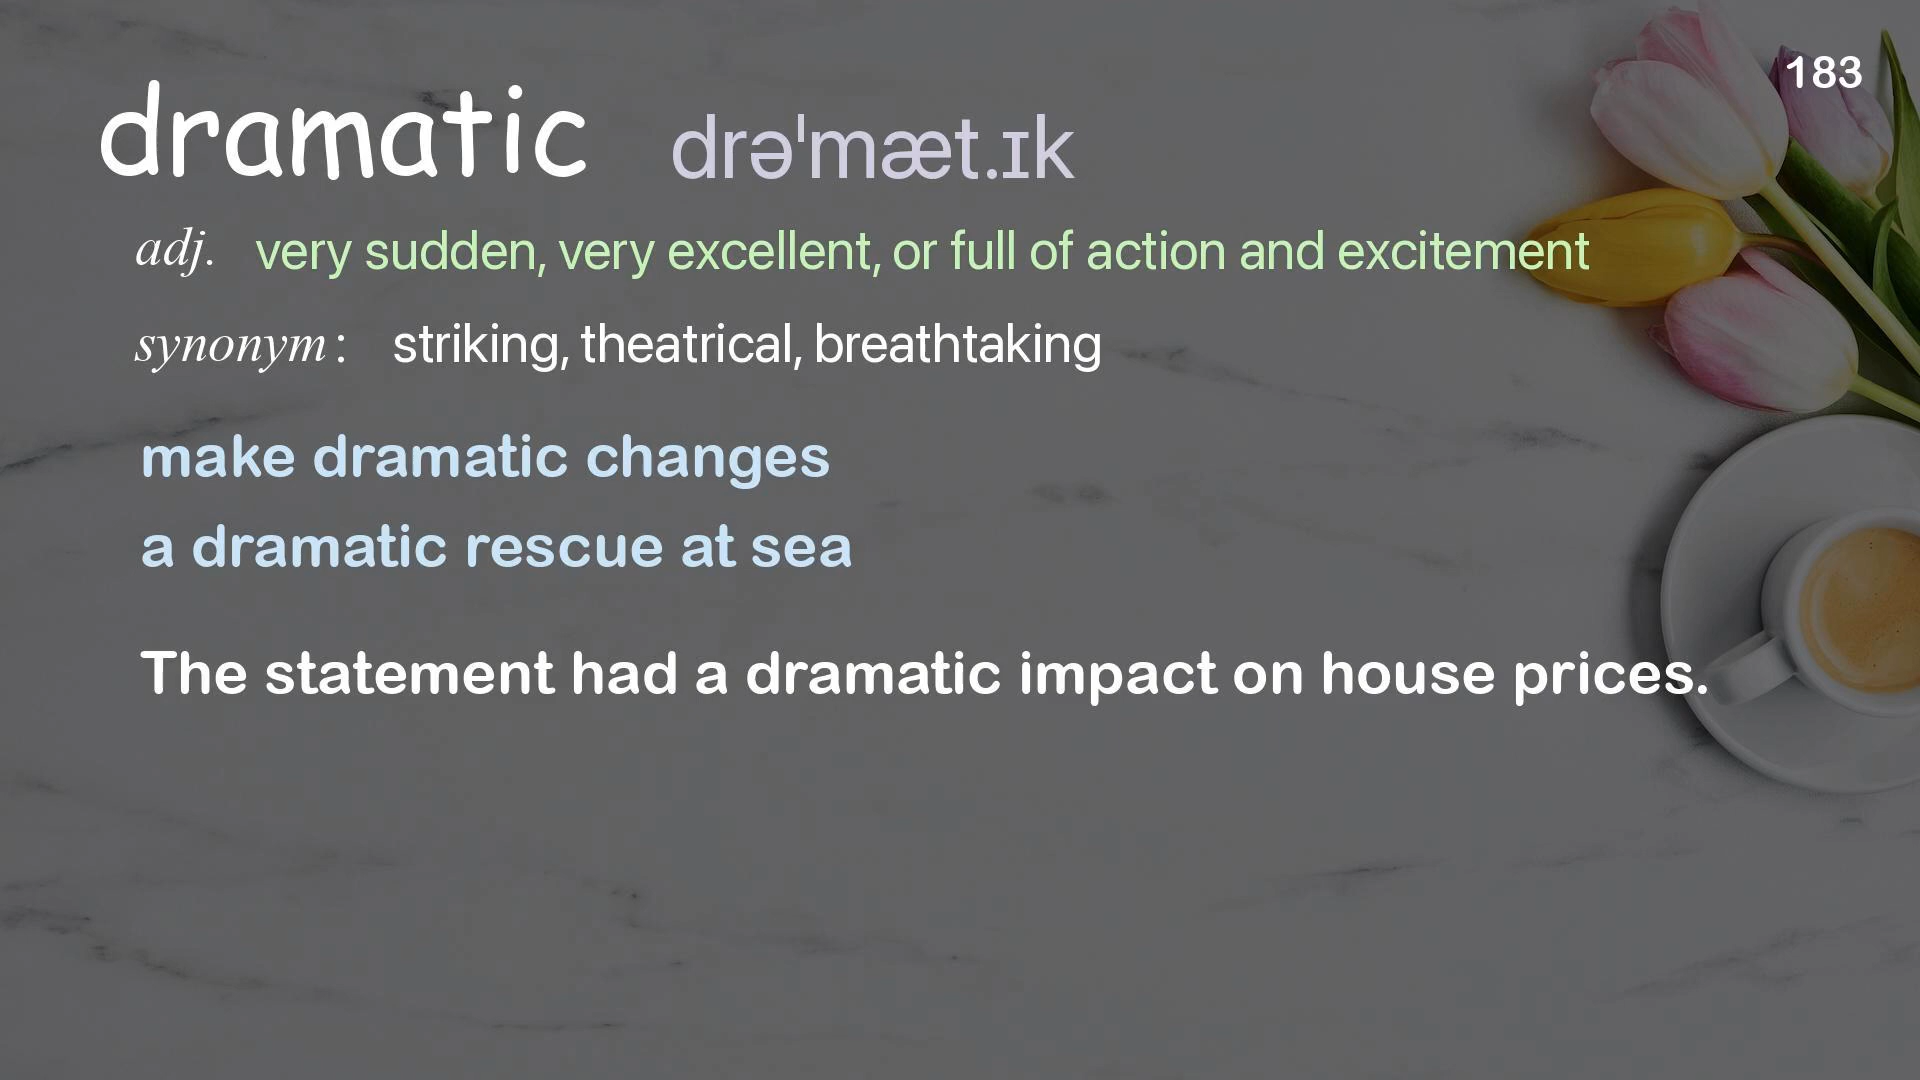 183
dramatic drəˈmæt.ɪk
adj. very sudden, very excellent, or full of action and excitement
synonym: striking, theatrical, breathtaking
make dramatic changes
a dramatic rescue at sea
The statement had a dramatic impact on house prices.